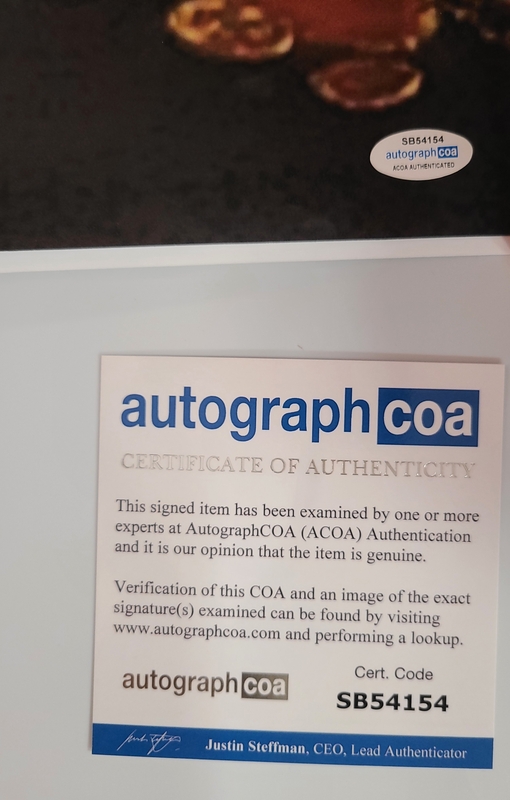 SB54154
autographcoa
ACOA AUTHENTICATED
autographcoa
CERTIFICATE OF AUTHENTICITY
This signed item has been examined by one or more
experts at AutographCOA (ACOA) Authentication
and it is our opinion that the item is genuine.
Verification of this COA and an image of the exact
signature(s) examined can be found by visiting
www.autographcoa.com and performing a lookup.
autographcoa
Cert. Code
SB54154
Justin Steffman, CEO, Lead Authenticator